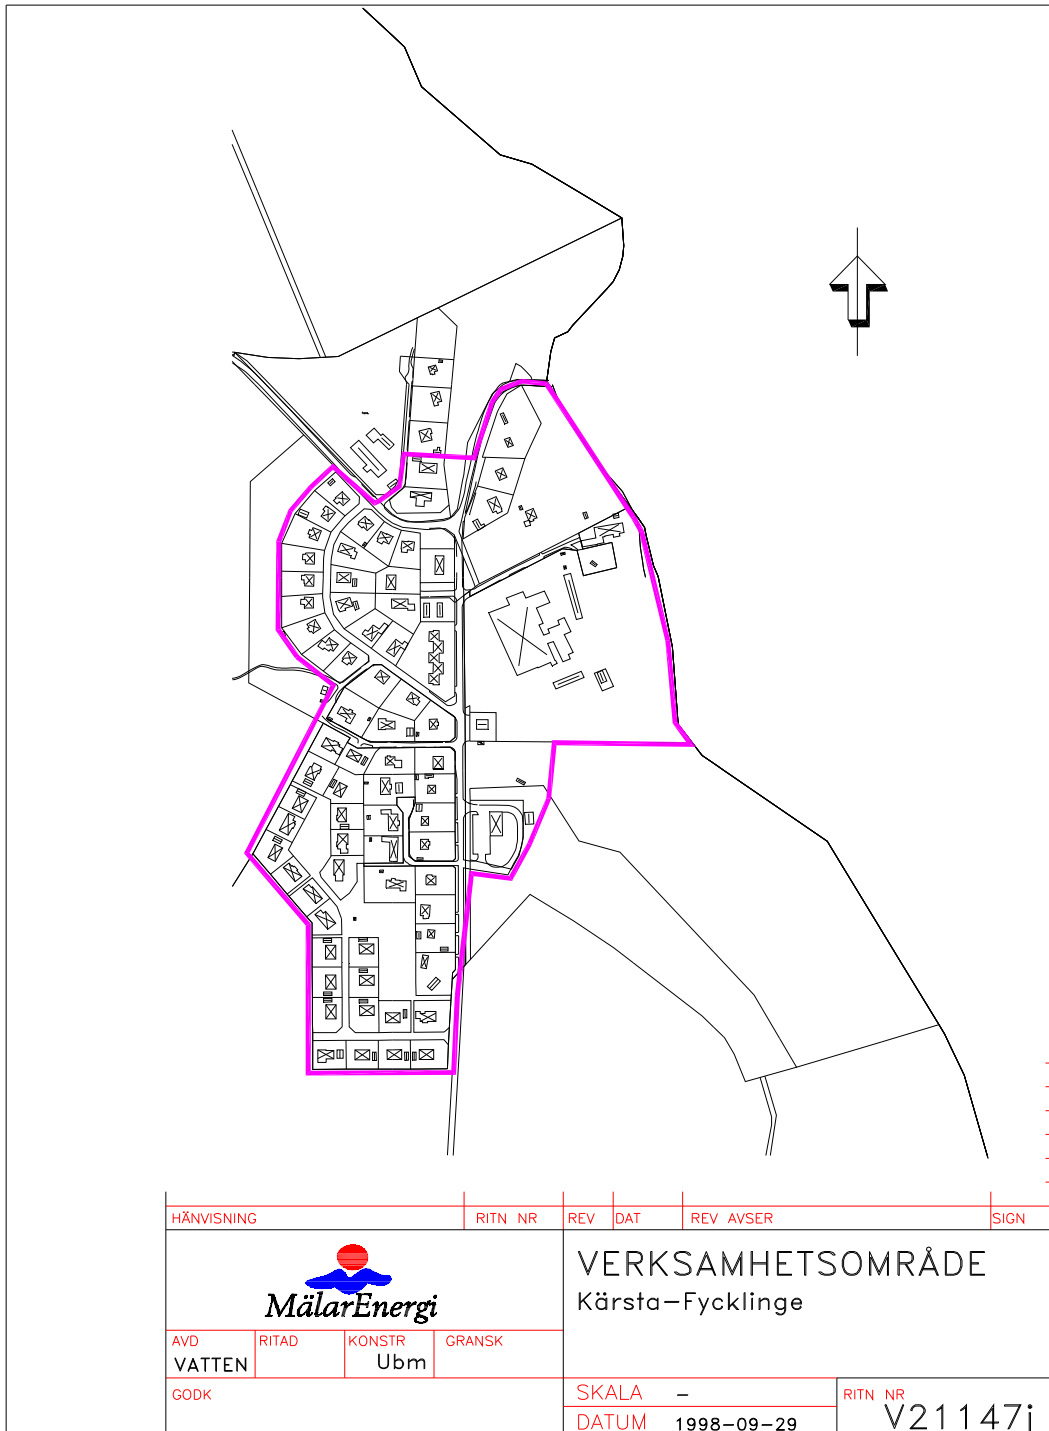 HÄNVISNING RITN NR REV DAT REV AVSER SIGN
MälarEnergi
VERKSAMHETSOMRÅDE
Kärsta-Fycklinge
AVD RITAD KONSTR GRANSK
VATTEN Ubm
GODK
SKALA -
DATUM 1998-09-29
RITN NR
V21147i